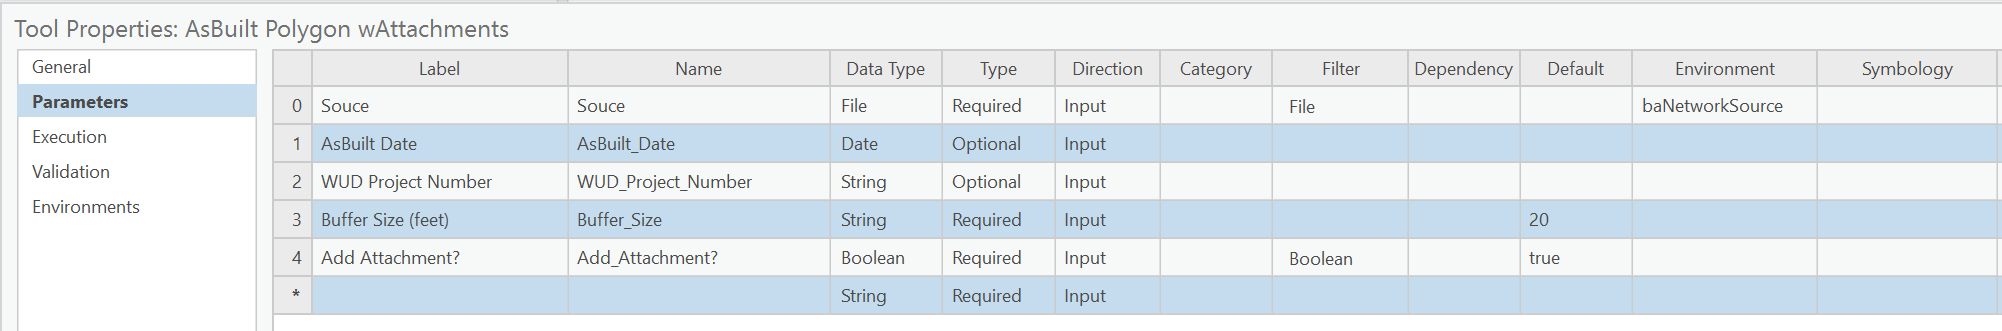 Tool Properties: AsBuilt Polygon wAttachments
General
Parameters
Execution
Validation
Environments
Label Name Data Type Type Direction Category Filter Dependency Default Environment Symbology
0 Souce Souce File Required Input File baNetworkSource
1 AsBuilt Date AsBuilt_Date Date Optional Input
2 WUD Project Number WUD_Project_Number String Optional Input
3 Buffer Size (feet) Buffer_Size String Required Input 20
4 Add Attachment? Add_Attachment? Boolean Required Input Boolean true
* String Required Input